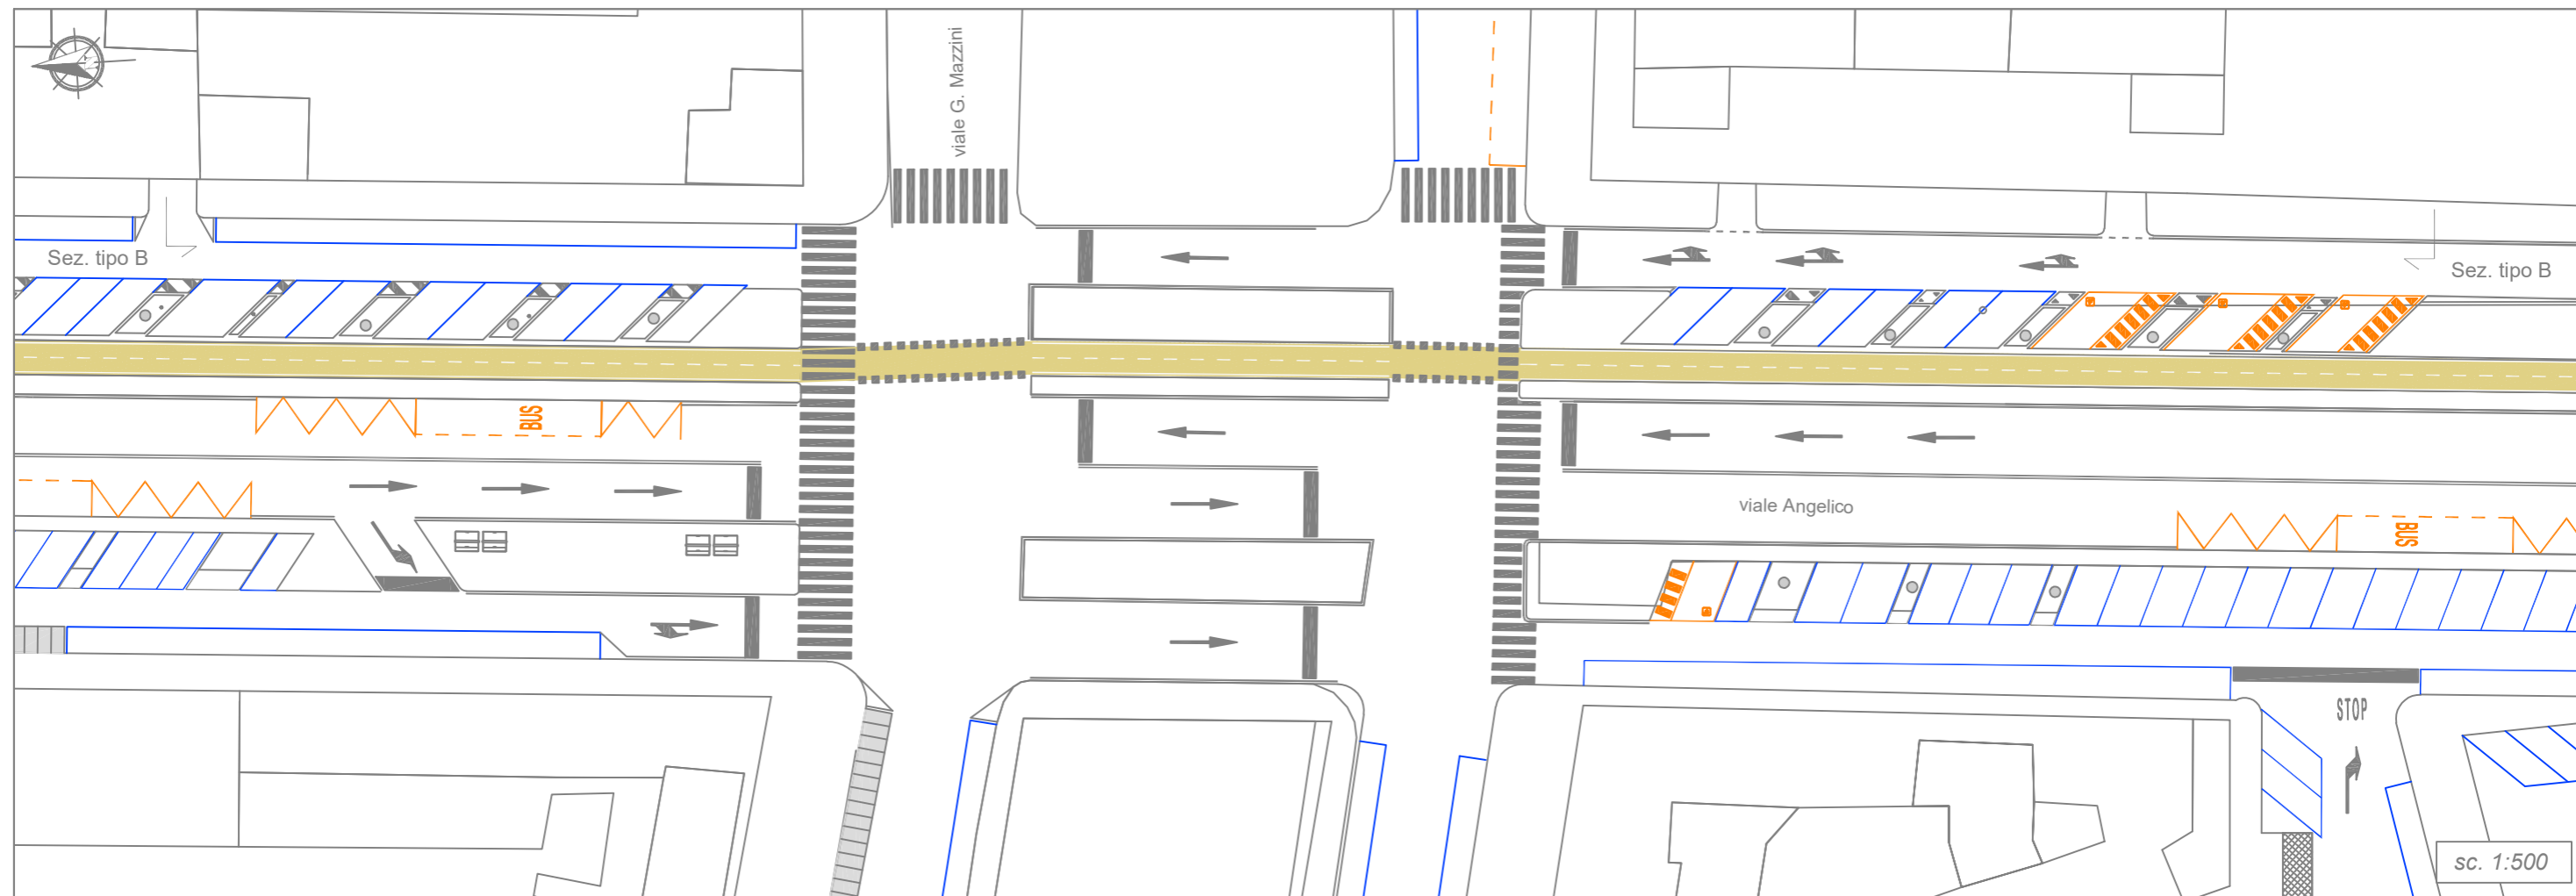 viale G. Mazzini
Sez. tipo B
Sez. tipo B
BUS
viale Angelico
BUS
STOP
sc. 1:500